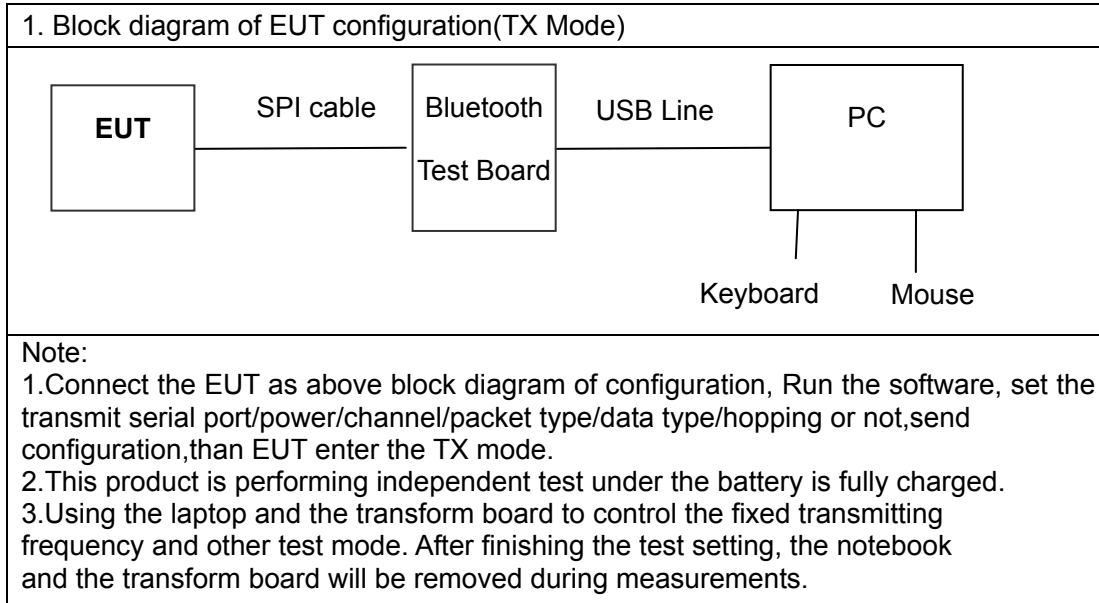 1. Block diagram of EUT configuration(TX Mode)
EUT
SPI cable
Bluetooth
Test Board
USB Line
PC
Keyboard
Mouse
Note:
1.Connect the EUT as above block diagram of configuration, Run the software, set the
transmit serial port/power/channel/packet type/data type/hopping or not,send
configuration,than EUT enter the TX mode.
2.This product is performing independent test under the battery is fully charged.
3.Using the laptop and the transform board to control the fixed transmitting
frequency and other test mode. After finishing the test setting, the notebook
and the transform board will be removed during measurements.